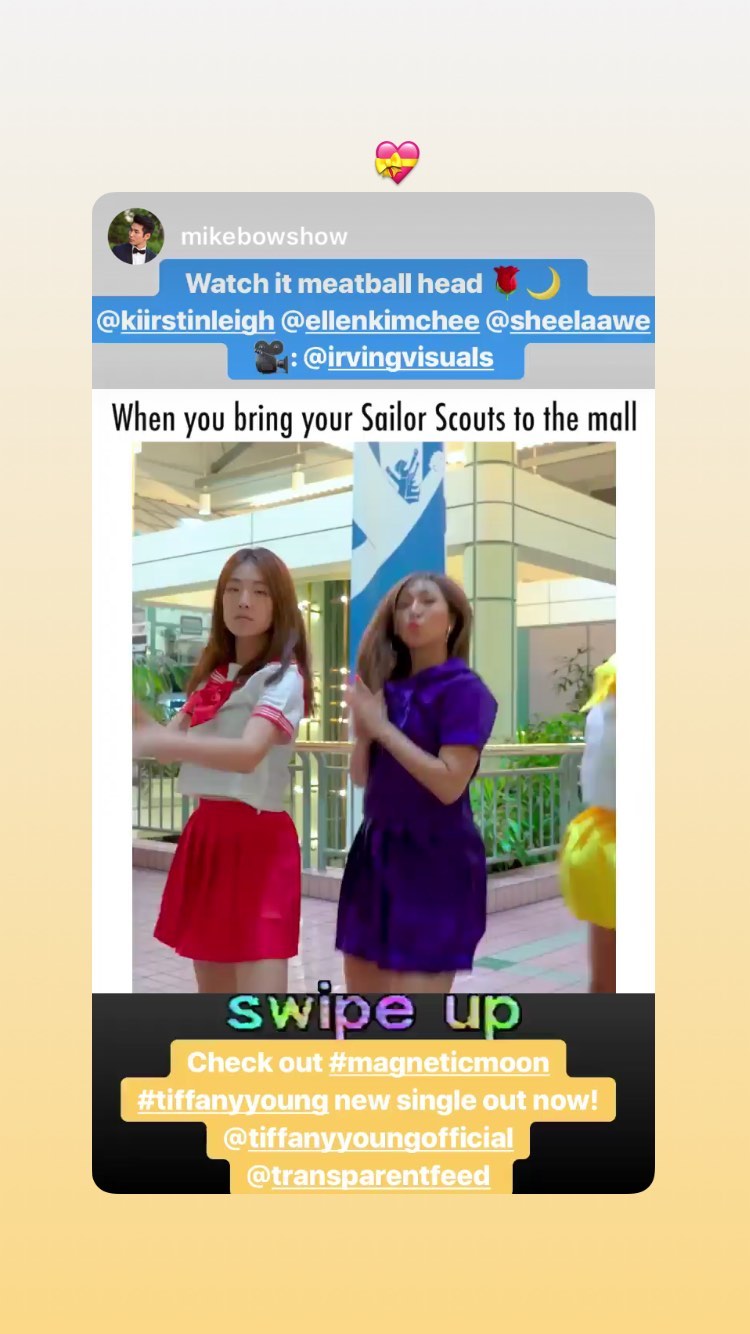 mikebowshow
Watch it meatball head 🌹🌙
@kiirstinleigh @ellenkimchee @sheelaawe
🎥: @irvingvisuals
When you bring your Sailor Scouts to the mall
swipe up
Check out #magneticmoon
#tiffanyyoung new single out now!
@tiffanyyoungofficial
@transparentfeed